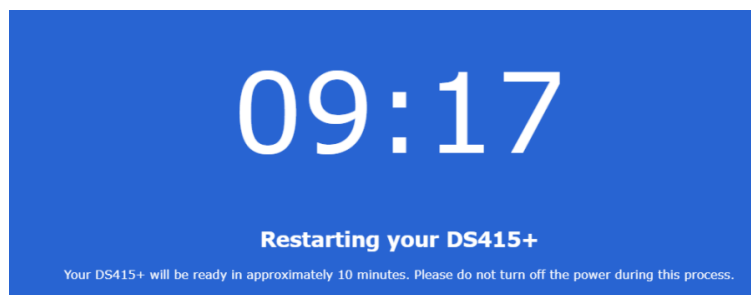 09:17
Restarting your DS415+
Your DS415+ will be ready in approximately 10 minutes. Please do not turn off the power during this process.